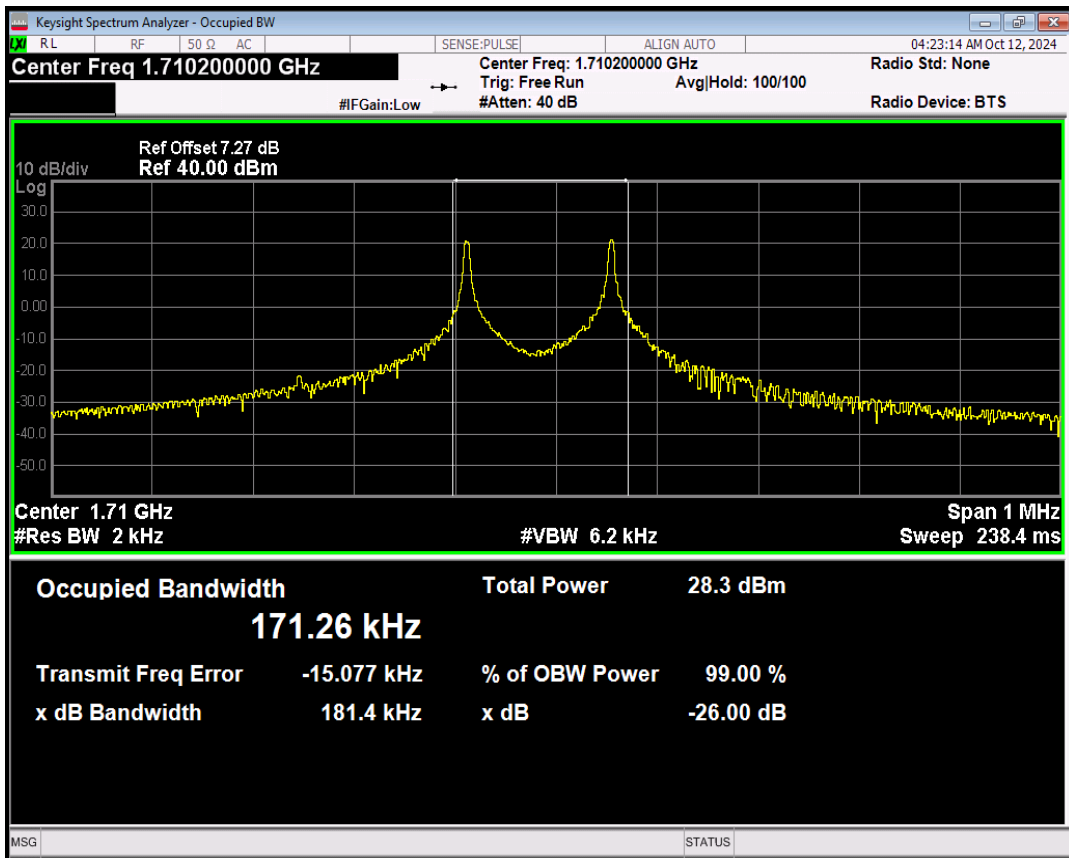 Keysight Spectrum Analyzer - Occupied BW
LXI RL RF 50 Ω AC SENSE:PULSE ALIGN AUTO 04:23:14 AM Oct 12, 2024
Center Freq 1.710200000 GHz Center Freq: 1.710200000 GHz Radio Std: None
Trig: Free Run Avg|Hold: 100/100
#IFGain:Low #Atten: 40 dB Radio Device: BTS
Ref Offset 7.27 dB
10 dB/div Ref 40.00 dBm
Log
30.0
20.0
10.0
0.00
-10.0
-20.0
-30.0
-40.0
-50.0
Center 1.71 GHz Span 1 MHz
#Res BW 2 kHz #VBW 6.2 kHz Sweep 238.4 ms
Occupied Bandwidth Total Power 28.3 dBm
171.26 kHz
Transmit Freq Error -15.077 kHz % of OBW Power 99.00 %
x dB Bandwidth 181.4 kHz x dB -26.00 dB
MSG STATUS